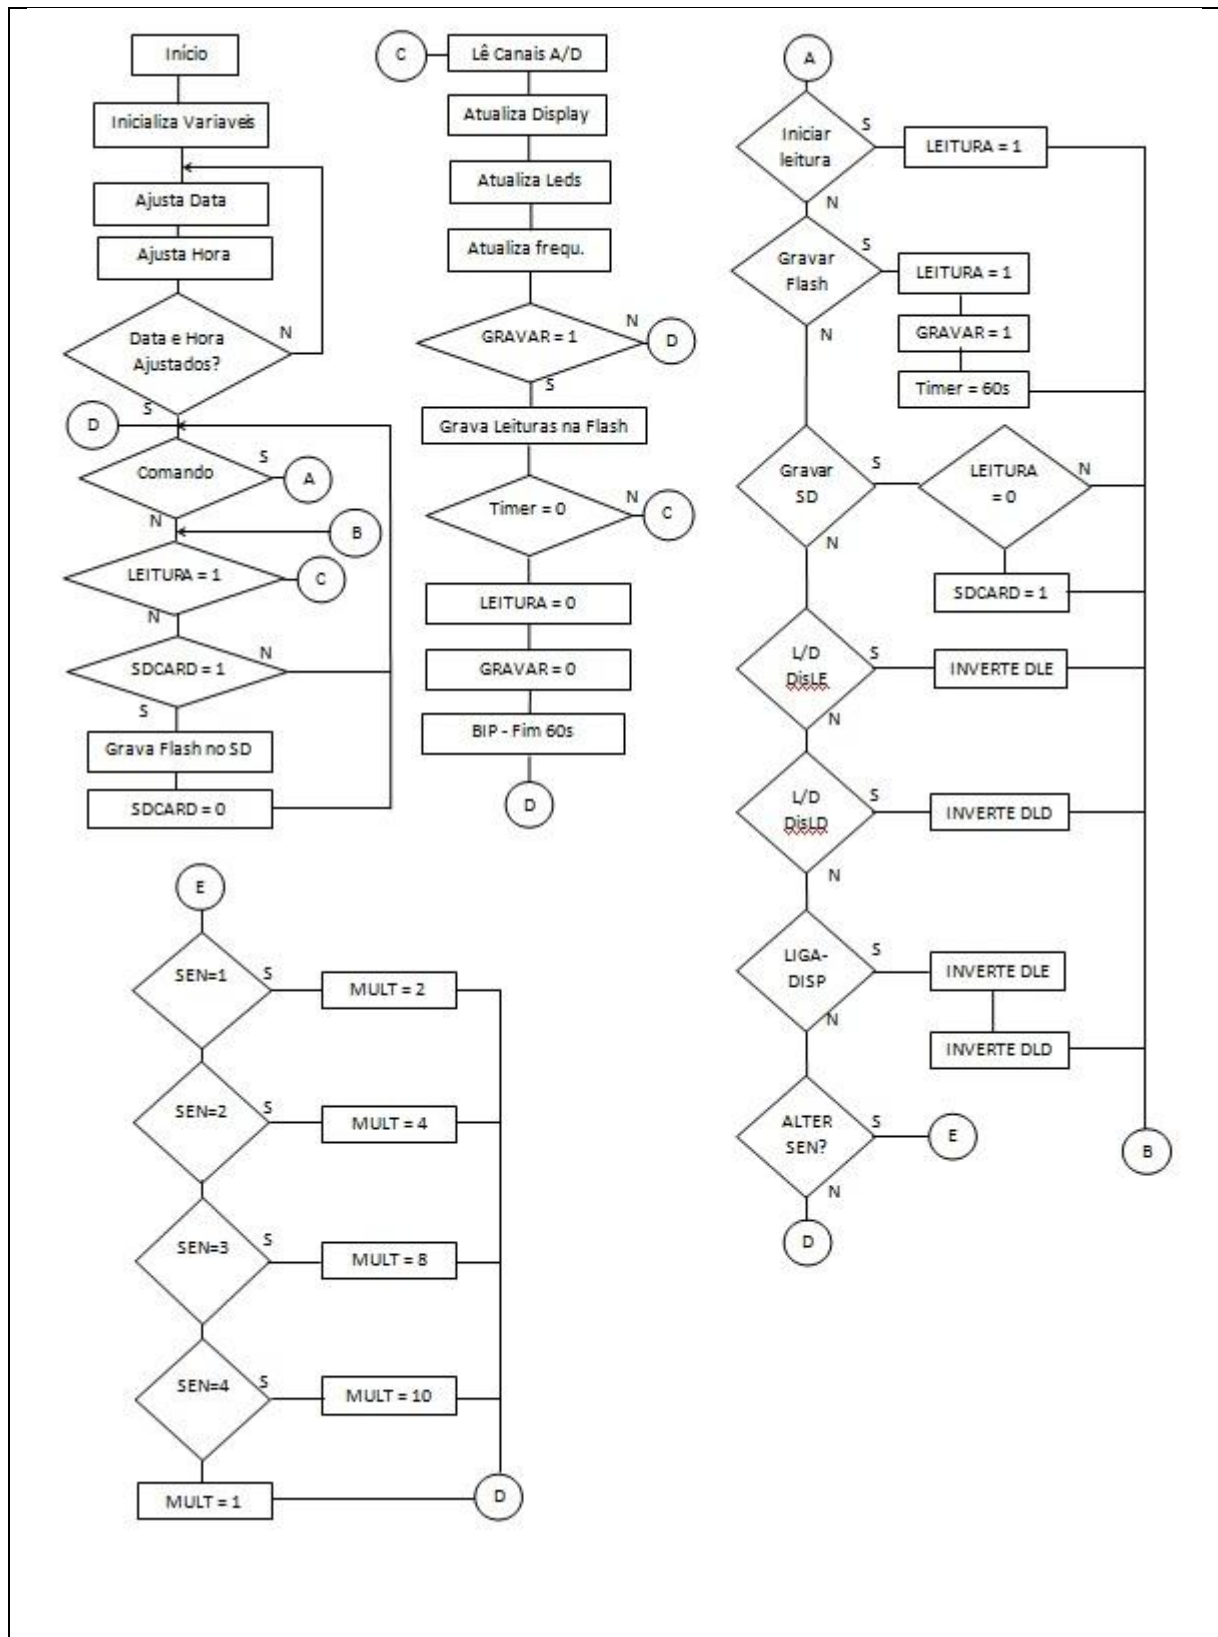 Início
Inicializa Variaveis
Ajusta Data
Ajusta Hora
Data e Hora
Ajustados?
N
S
D
Comando
S
A
N
B
LEITURA = 1
C
N
SDCARD = 1
N
S
Grava Flash no SD
SDCARD = 0
C
Lê Canais A/D
Atualiza Display
Atualiza Leds
Atualiza frequ.
GRAVAR = 1
N
D
S
Grava Leituras na Flash
Timer = 0
N
C
LEITURA = 0
GRAVAR = 0
BIP - Fim 60s
D
A
Iniciar
leitura
S
LEITURA = 1
N
Gravar
Flash
S
LEITURA = 1
GRAVAR = 1
Timer = 60s
N
Gravar
SD
S
LEITURA
= 0
N
SDCARD = 1
N
L/D
DisLE
S
INVERTE DLE
N
L/D
DisLD
S
INVERTE DLD
N
LIGA-
DISP
S
INVERTE DLE
INVERTE DLD
N
ALTER
SEN?
S
E
B
N
D
E
SEN=1
S
MULT = 2
SEN=2
S
MULT = 4
SEN=3
S
MULT = 8
SEN=4
S
MULT = 10
MULT = 1
D